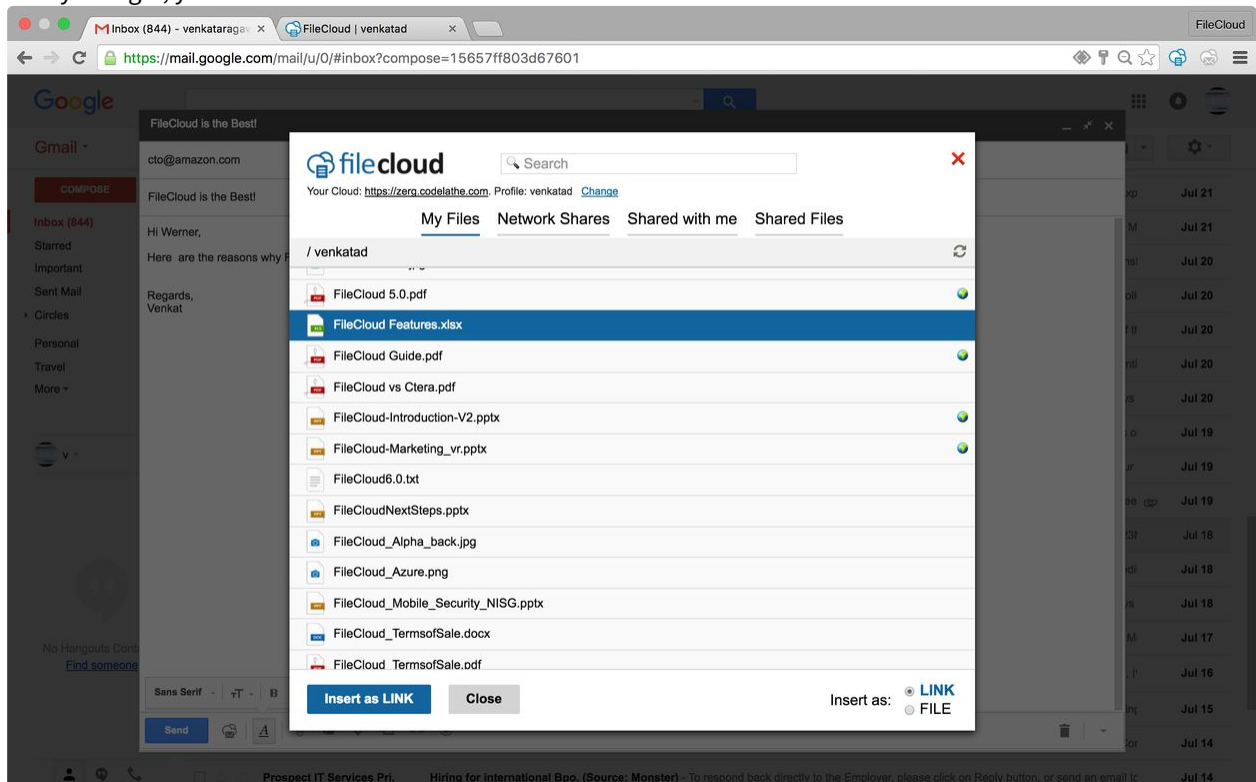 Inbox (844) - venkataraga
FileCloud | venkatad
FileCloud
https://mail.google.com/mail/u/0/#inbox?compose=15657ff803d67601
Google
FileCloud is the Best!
Gmail
cto@amazon.com
COMPOSE
FileCloud is the Best!
Inbox (844)
Starred
Important
Sent Mail
Circles
Personal
Travel
More
Hi Werner,
Here are the reasons why
Regards,
Venkat
v
No Hangouts
Find someone
filecloud
Search
Your Cloud: https://zerg.codelathe.com. Profile: venkatad Change
My Files Network Shares Shared with me Shared Files
/ venkatad
FileCloud 5.0.pdf
FileCloud Features.xlsx
FileCloud Guide.pdf
FileCloud vs Ctera.pdf
FileCloud-Introduction-V2.pptx
FileCloud-Marketing_vr.pptx
FileCloud6.0.txt
FileCloudNextSteps.pptx
FileCloud_Alpha_back.jpg
FileCloud_Azure.png
FileCloud_Mobile_Security_NISG.pptx
FileCloud_TermsofSale.docx
FileCloud_TermsofSale.pdf
Insert as LINK Close
Insert as: LINK
FILE
Jul 21
Jul 21
Jul 20
Jul 20
Jul 20
Jul 20
Jul 20
Jul 19
Jul 19
Jul 19
Jul 18
Jul 18
Jul 18
Jul 17
Jul 16
Jul 15
Jul 14
Sans Serif
Send
Prospect IT Services Pri. Hiring for international Bpo. (Source: Monster) - To respond back directly to the Employer, please click on Reply button, or send an email to Jul 14